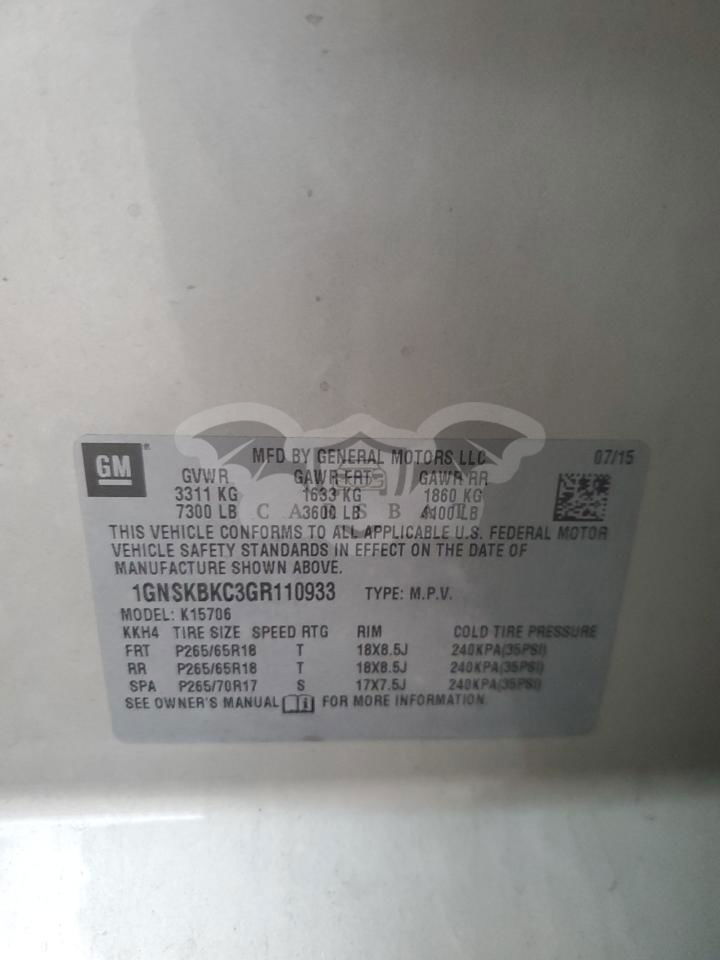 GM ®
MFD BY GENERAL MOTORS LLC 07/15
GVWR GAWR FRT GAWR RR
3311 KG 1633 KG 1860 KG
7300 LB 3600 LB 4100 LB
THIS VEHICLE CONFORMS TO ALL APPLICABLE U.S. FEDERAL MOTOR
VEHICLE SAFETY STANDARDS IN EFFECT ON THE DATE OF
MANUFACTURE SHOWN ABOVE.
1GNSKBKC3GR110933 TYPE: M.P.V.
MODEL: K15706
KKH4 TIRE SIZE SPEED RTG RIM COLD TIRE PRESSURE
FRT P265/65R18 T 18X8.5J 240KPA(35PSI)
RR P265/65R18 T 18X8.5J 240KPA(35PSI)
SPA P265/70R17 S 17X7.5J 240KPA(35PSI)
SEE OWNER'S MANUAL FOR MORE INFORMATION